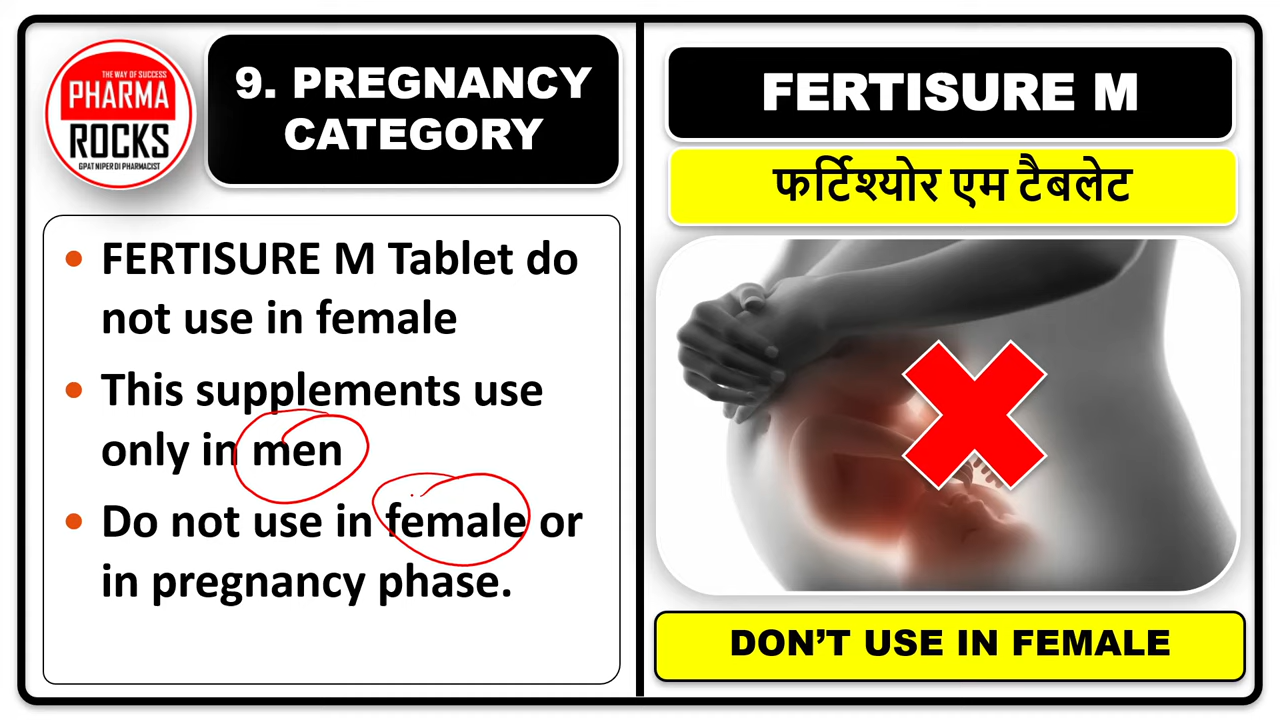 THE WAY OF SUCCESS
PHARMA
ROCKS
GPAT NIPER DI PHARMACIST
9. PREGNANCY
CATEGORY
• FERTISURE M Tablet do
not use in female
• This supplements use
only in men
• Do not use in female or
in pregnancy phase.
FERTISURE M
फर्टिश्योर एम टैबलेट
DON’T USE IN FEMALE